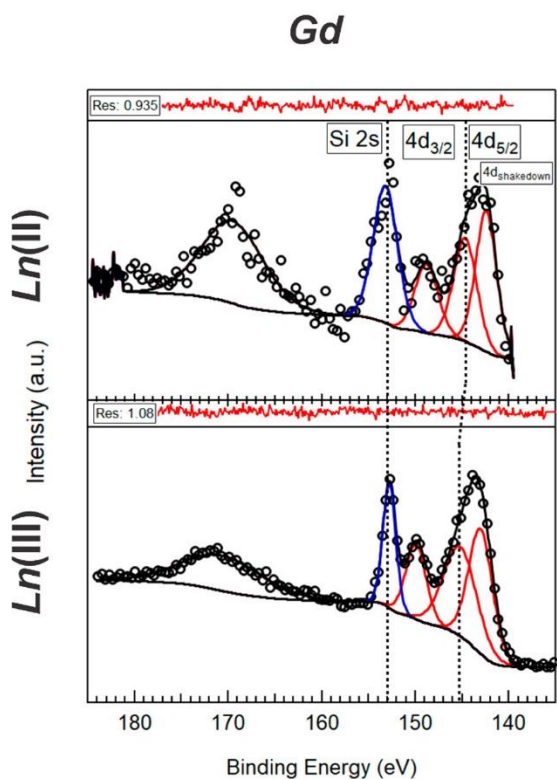 Gd
Res: 0.935
Si 2s
4d3/2
4d5/2
4dshakedown
Ln(II)
Intensity (a.u.)
Res: 1.08
Ln(III)
180 170 160 150 140
Binding Energy (eV)